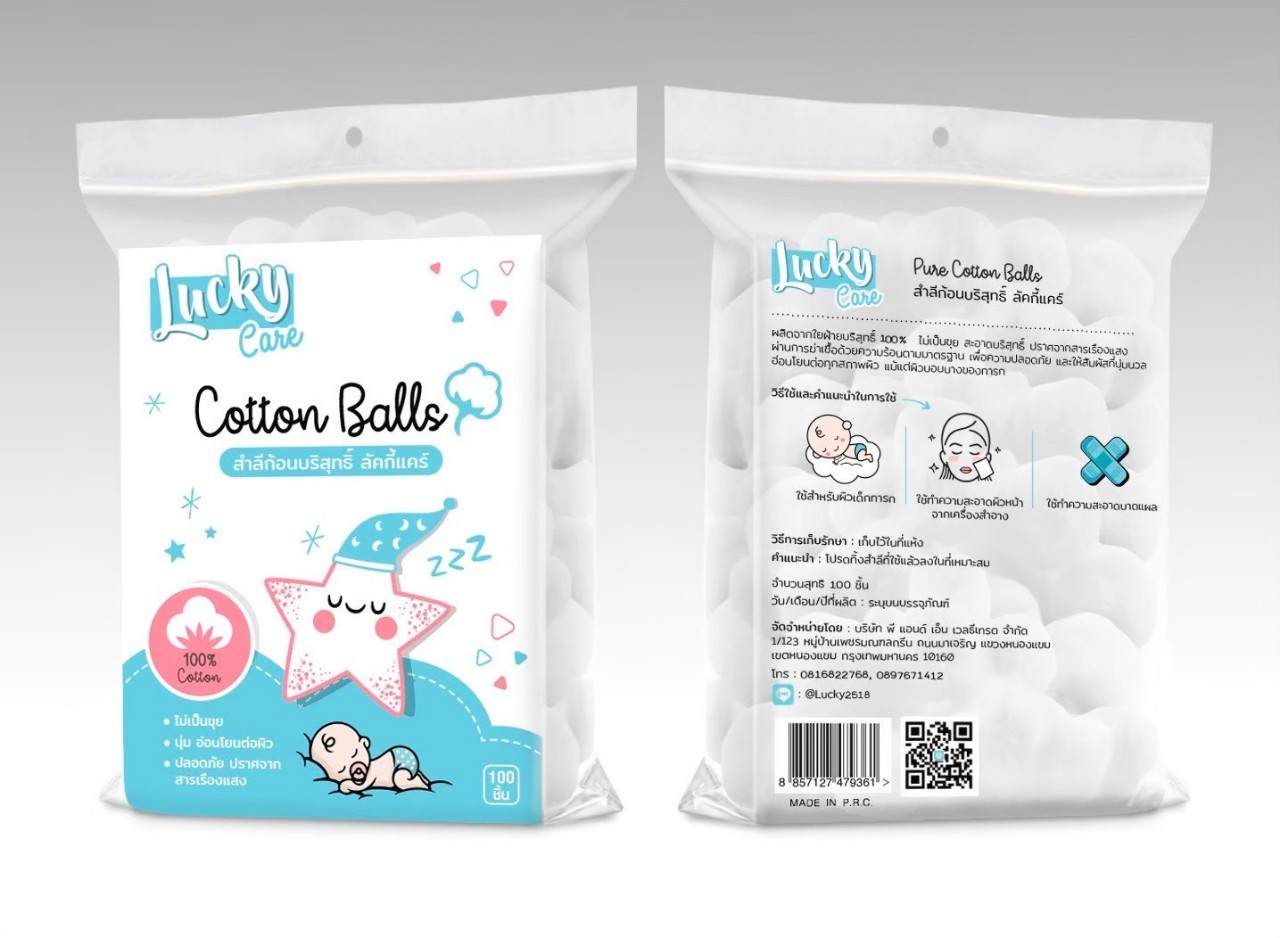 Lucky
Care
Cotton Balls
สำลีก้อนบริสุทธิ์ ลัคกี้แคร์
zzz
100%
Cotton
• ไม่เป็นขุย
• นุ่ม อ่อนโยนต่อผิว
• ปลอดภัย ปราศจาก
สารเรืองแสง
100
ชิ้น
Lucky
Care
Pure Cotton Balls
สำลีก้อนบริสุทธิ์ ลัคกี้แคร์
ผลิตจากใยฝ้ายบริสุทธิ์ 100% ไม่เป็นขุย สะอาดบริสุทธิ์ ปราศจากสารเรืองแสง
ผ่านการฆ่าเชื้อด้วยความร้อนตามมาตรฐาน เพื่อความปลอดภัย และให้สัมผัสที่นุ่มนวล
อ่อนโยนต่อทุกสภาพผิว แม้แต่ผิวบอบบางของทารก
วิธีใช้และคำแนะนำในการใช้
ใช้สำหรับผิวเด็กทารก
ใช้ทำความสะอาดผิวหน้า
จากเครื่องสำอาง
ใช้ทำความสะอาดบาดแผล
วิธีการเก็บรักษา : เก็บไว้ในที่แห้ง
คำแนะนำ : โปรดทิ้งสำลีที่ใช้แล้วลงในที่เหมาะสม
จำนวนสุทธิ 100 ชิ้น
วัน/เดือน/ปีที่ผลิต : ระบุบนบรรจุภัณฑ์
จัดจำหน่ายโดย : บริษัท พี แอนด์ เอ็น เวลธ์เทรด จำกัด
1/123 หมู่บ้านเพชรมณฑลกรีน ถนนมาเจริญ แขวงหนองแขม
เขตหนองแขม กรุงเทพมหานคร 10160
โทร : 0816822768, 0897671412
LINE : @Lucky2518
8 857127 479361 >
MADE IN P.R.C.